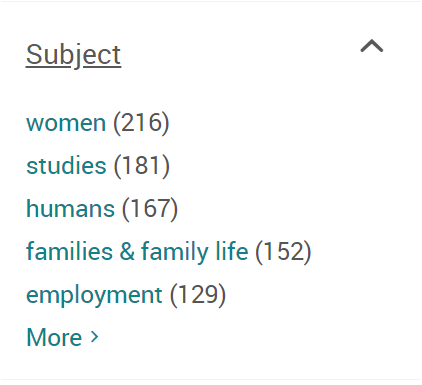 Subject
women (216)
studies (181)
humans (167)
families & family life (152)
employment (129)
More >